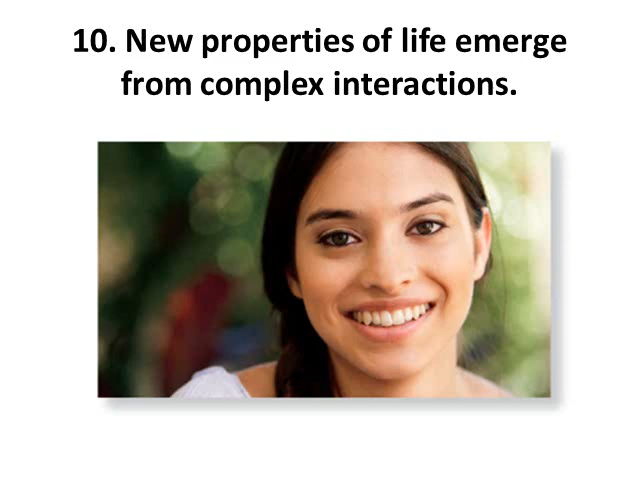 10. New properties of life emerge
from complex interactions.